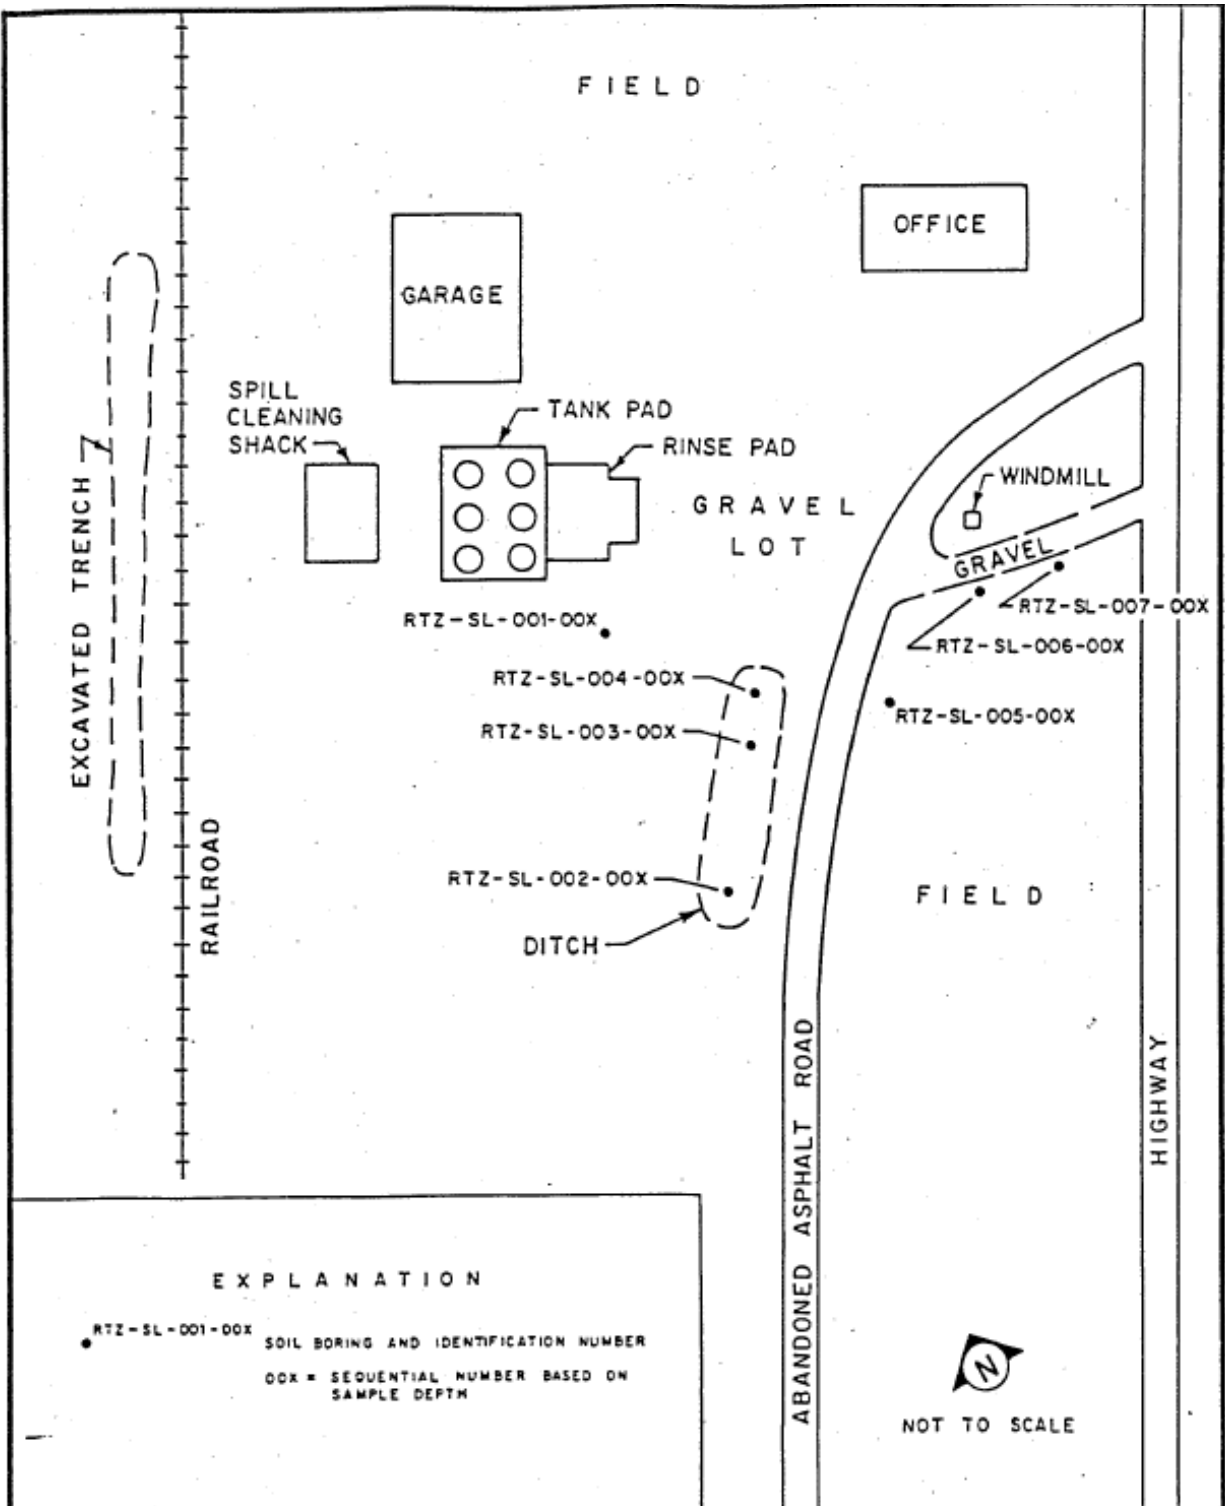 FIELD
OFFICE
GARAGE
SPILL
CLEANING
SHACK
TANK PAD
RINSE PAD
WINDMILL
GRAVEL
LOT
GRAVEL
EXCAVATED TRENCH
RTZ-SL-001-00X
RTZ-SL-007-00X
RTZ-SL-006-00X
RTZ-SL-004-00X
RTZ-SL-005-00X
RTZ-SL-003-00X
RTZ-SL-002-00X
FIELD
DITCH
RAILROAD
ABANDONED ASPHALT ROAD
HIGHWAY
EXPLANATION
RTZ-SL-001-00X
SOIL BORING AND IDENTIFICATION NUMBER
00X = SEQUENTIAL NUMBER BASED ON
SAMPLE DEPTH
N
NOT TO SCALE